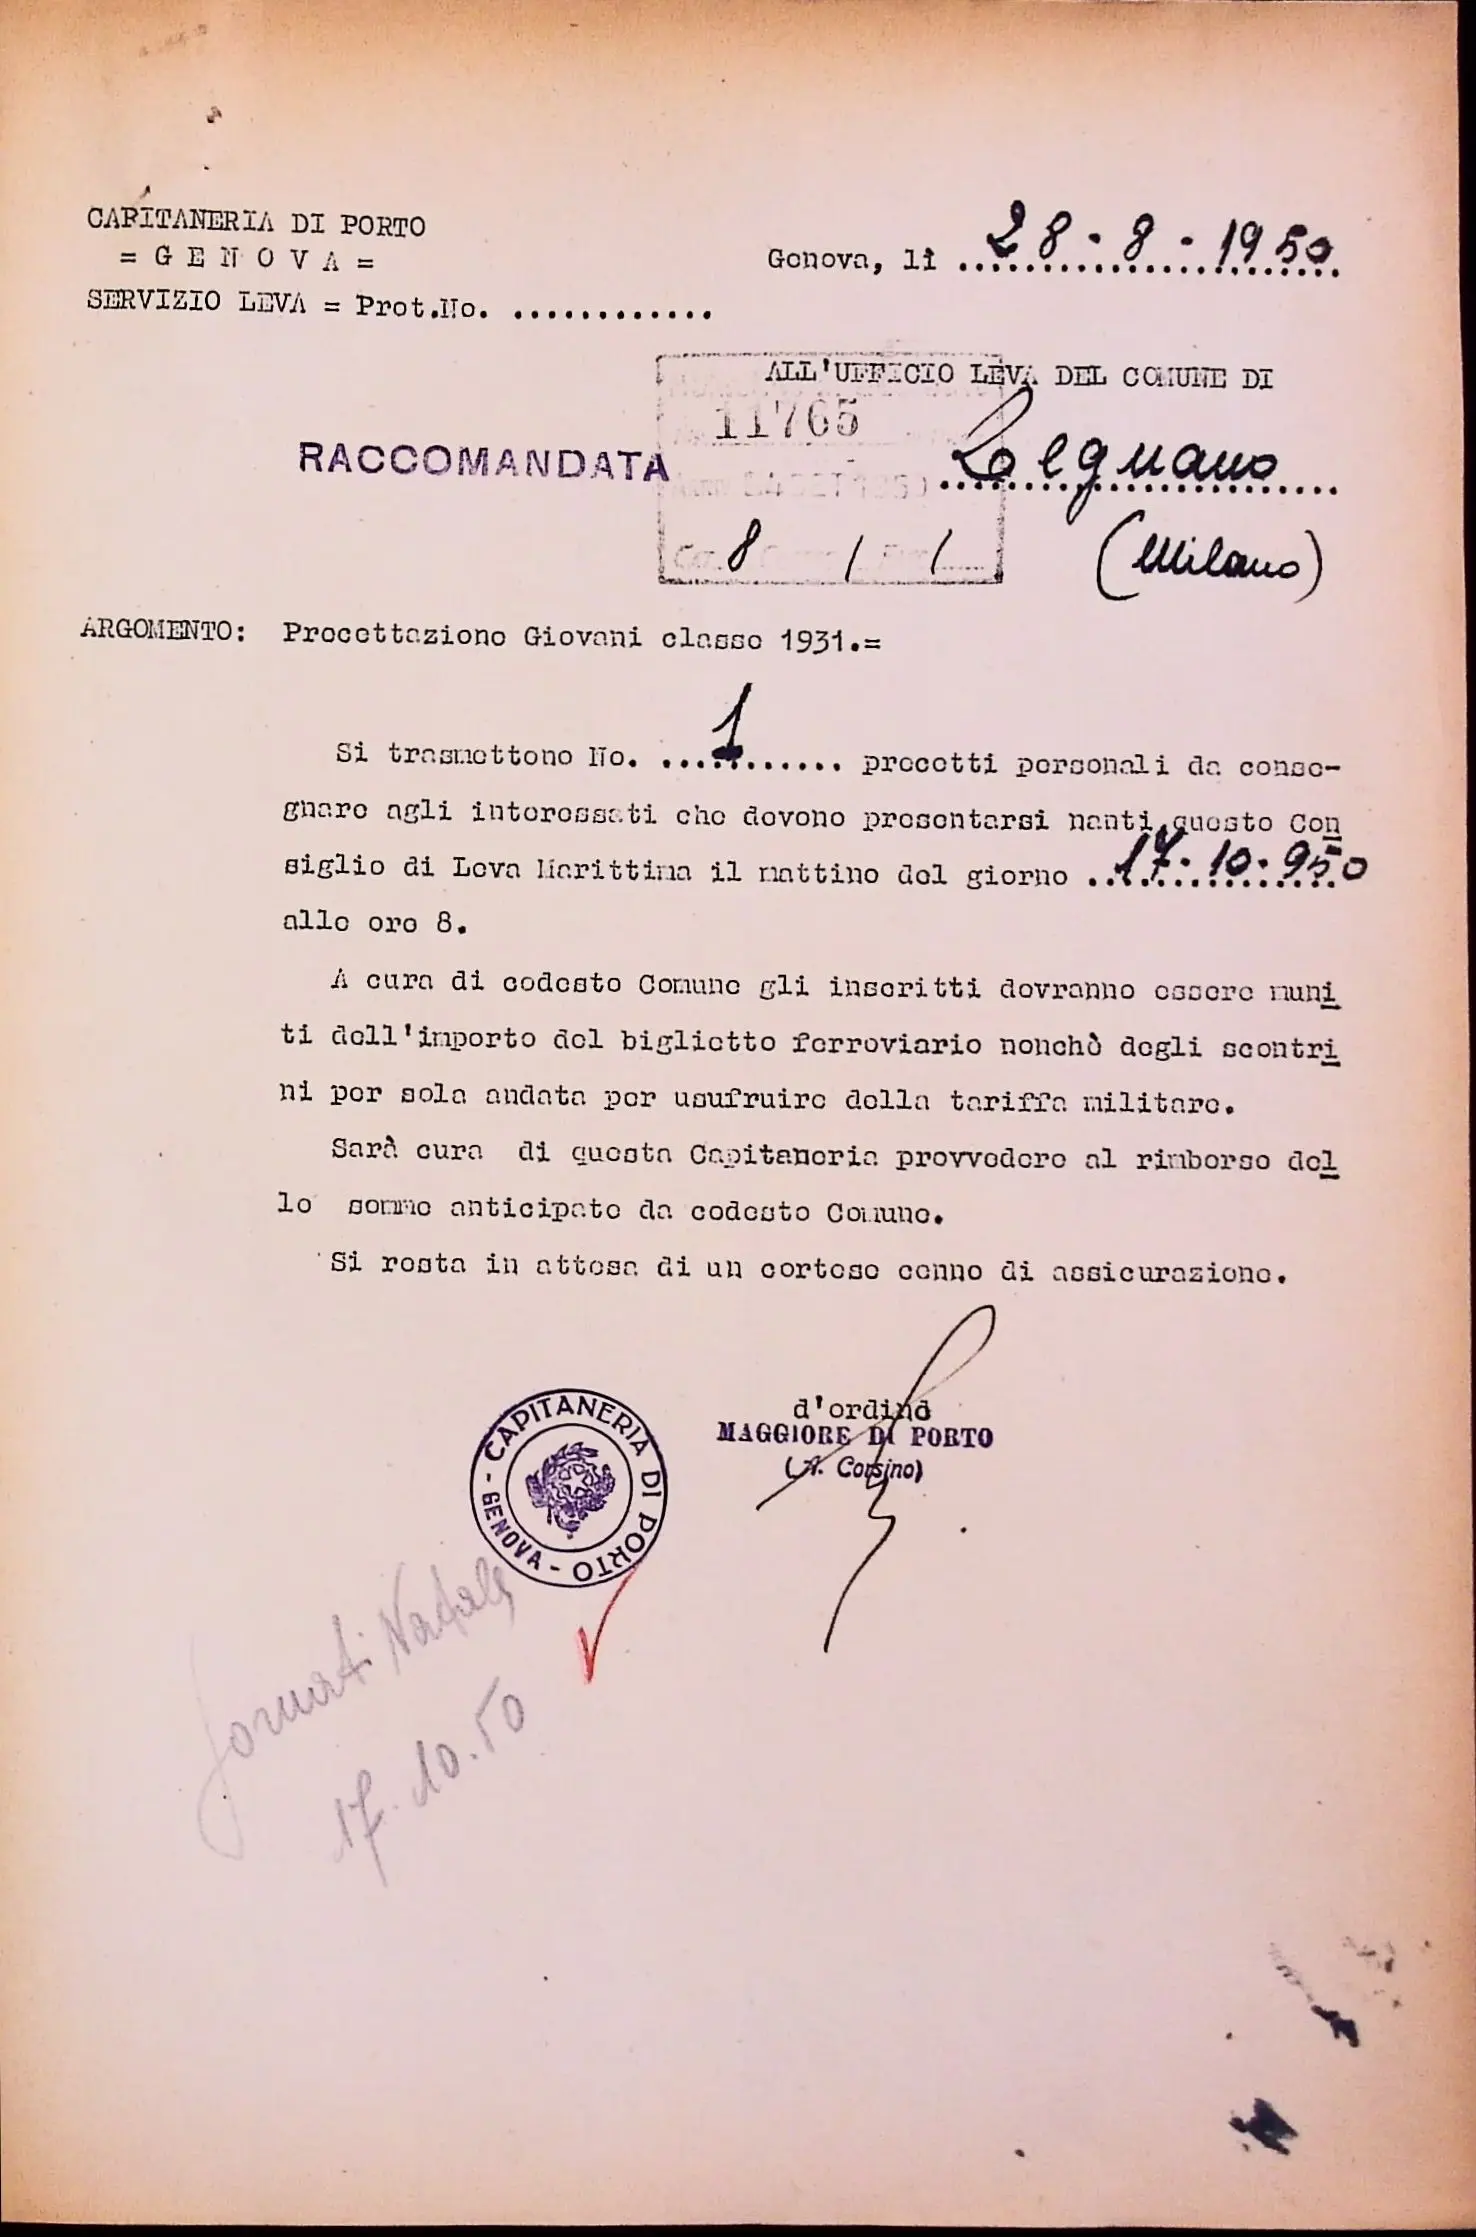 CAPITANERIA DI PORTO
= G E N O V A =
SERVIZIO LEVA = Prot.No. .............
Genova, lì 28-8-1950
ALL'UFFICIO LEVA DEL COMUNE DI
11765
RACCOMANDATA
Legnano
(Milano)
8 / /
ARGOMENTO: Precettazione Giovani classe 1931.=
Si trasmettono No. 1 precetti personali da conse-
gnare agli interessati che devono presentarsi nanti questo Con
siglio di Leva Marittima il mattino del giorno 17.10.950
alle ore 8.
A cura di codesto Comune gli inscritti dovranno essere muni
ti dell'importo del biglietto ferroviario nonchè degli scontri
ni per sola andata per usufruire della tariffa militare.
Sarà cura di questa Capitaneria provvedere al rimborso del
le somme anticipate da codesto Comune.
Si resta in attesa di un cortese cenno di assicurazione.
d'ordine
MAGGIORE DI PORTO
(A. Corsino)
CAPITANERIA DI PORTO - GENOVA -
Natale
17.10.50